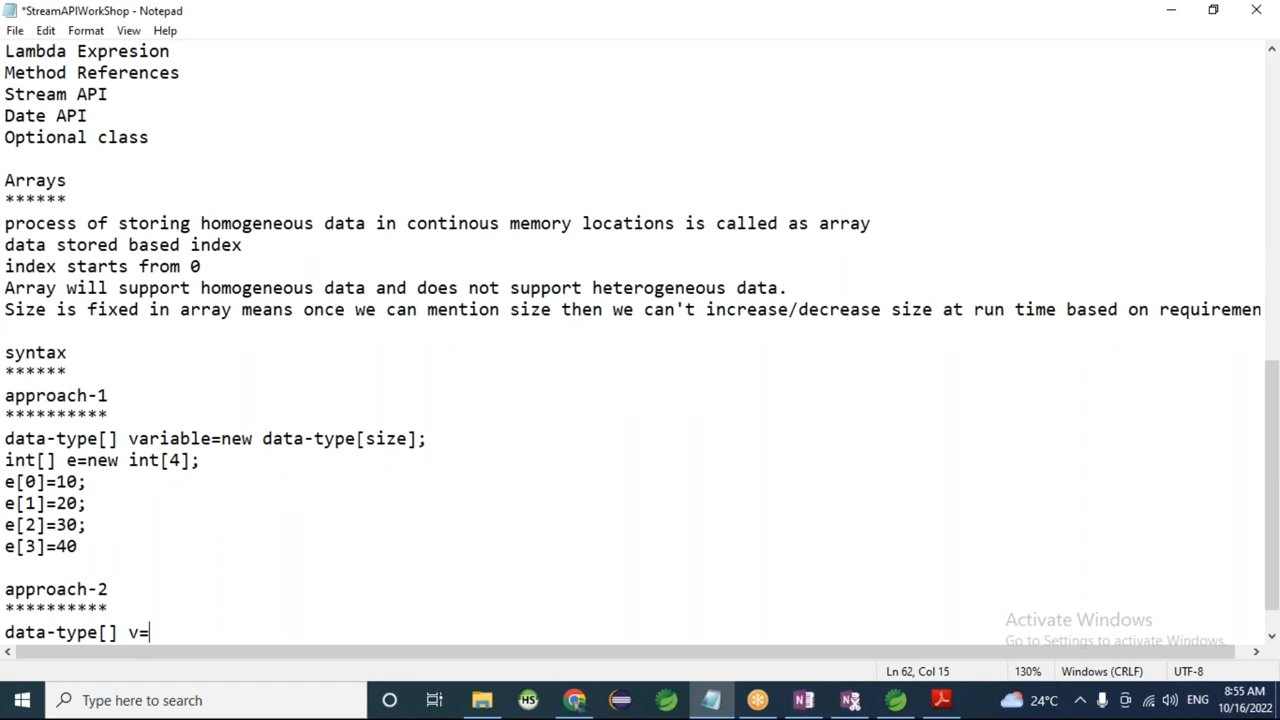 *StreamAPIWorkShop - Notepad
File Edit Format View Help
Lambda Expresion
Method References
Stream API
Date API
Optional class
Arrays
******
process of storing homogeneous data in continous memory locations is called as array
data stored based index
index starts from 0
Array will support homogeneous data and does not support heterogeneous data.
Size is fixed in array means once we can mention size then we can't increase/decrease size at run time based on requiremen
syntax
******
approach-1
**********
data-type[] variable=new data-type[size];
int[] e=new int[4];
e[0]=10;
e[1]=20;
e[2]=30;
e[3]=40
approach-2
**********
data-type[] v=
Activate Windows
Go to Settings to activate Windows.
Ln 62, Col 15 130% Windows (CRLF) UTF-8
Type here to search
HS
N
24°C
ENG
8:55 AM
10/16/2022